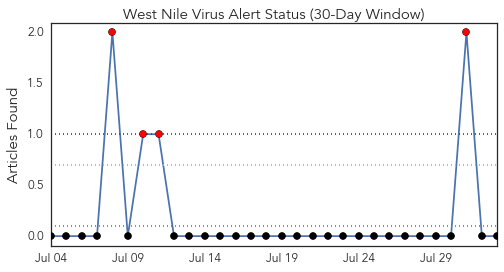 West Nile Virus Alert Status (30-Day Window)
Articles Found
2.0
1.5
1.0
0.5
0.0
Jul 04
Jul 09
Jul 14
Jul 19
Jul 24
Jul 29